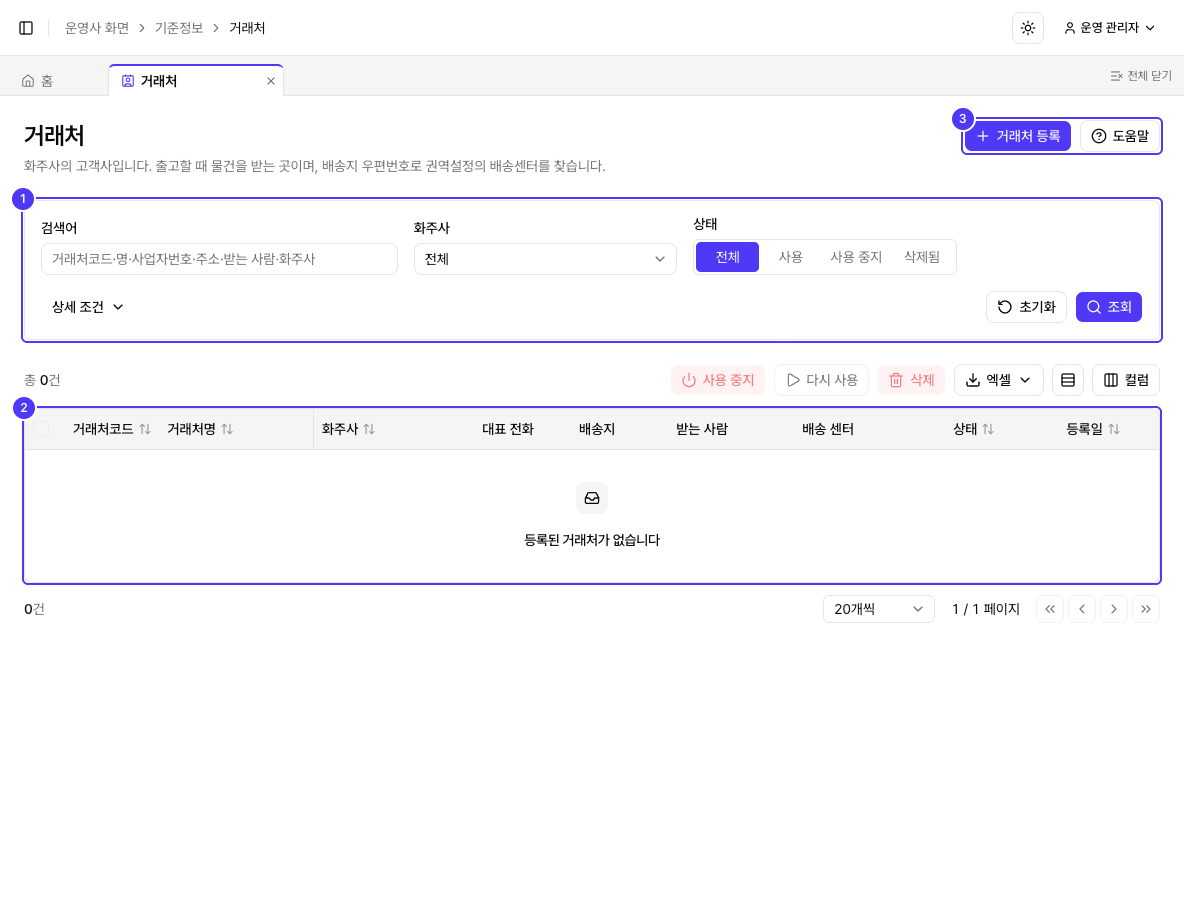 운영사 화면 > 기준정보 > 거래처
운영 관리자
홈
거래처
전체 닫기
거래처
화주사의 고객사입니다. 출고할 때 물건을 받는 곳이며, 배송지 우편번호로 권역설정의 배송센터를 찾습니다.
3
거래처 등록
도움말
1
검색어
화주사
상태
거래처코드·명·사업자번호·주소·받는 사람·화주사
전체
전체
사용
사용 중지
삭제됨
상세 조건
초기화
조회
총 0건
사용 중지
다시 사용
삭제
엑셀
컬럼
2
거래처코드
거래처명
화주사
대표 전화
배송지
받는 사람
배송 센터
상태
등록일
등록된 거래처가 없습니다
0건
20개씩
1 / 1 페이지